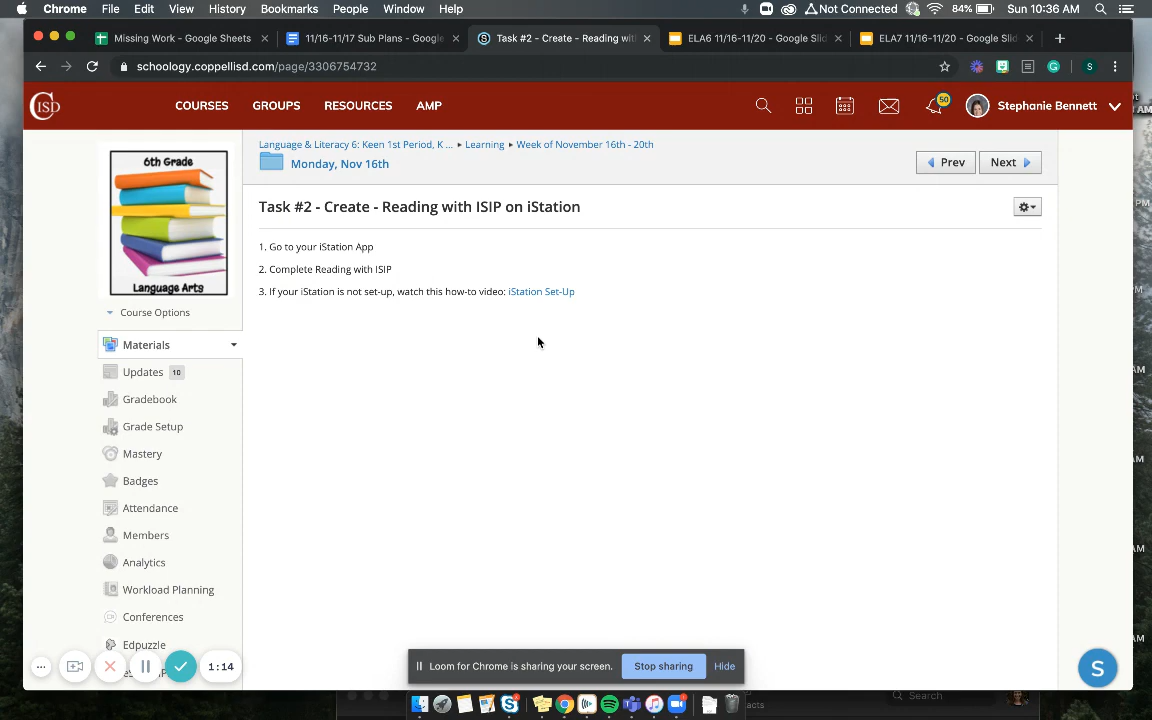 Chrome File Edit View History Bookmarks People Window Help Not Connected 84% Sun 10:36 AM
Missing Work - Google Sheets 11/16-11/17 Sub Plans - Google Task #2 - Create - Reading wit ELA6 11/16-11/20 - Google Slid ELA7 11/16-11/20 - Google Slid
schoology.coppellisd.com/page/3306754732 S
CISD COURSES GROUPS RESOURCES AMP 50 Stephanie Bennett
Language & Literacy 6: Keen 1st Period, K ... Learning Week of November 16th - 20th
Monday, Nov 16th
Prev Next
6th Grade
Language Arts
Task #2 - Create - Reading with ISIP on iStation
1. Go to your iStation App
2. Complete Reading with ISIP
3. If your iStation is not set-up, watch this how-to video: iStation Set-Up
Course Options
Materials
Updates 10
Gradebook
Grade Setup
Mastery
Badges
Attendance
Members
Analytics
Workload Planning
Conferences
Edpuzzle
1:14
Loom for Chrome is sharing your screen. Stop sharing Hide
S
Search